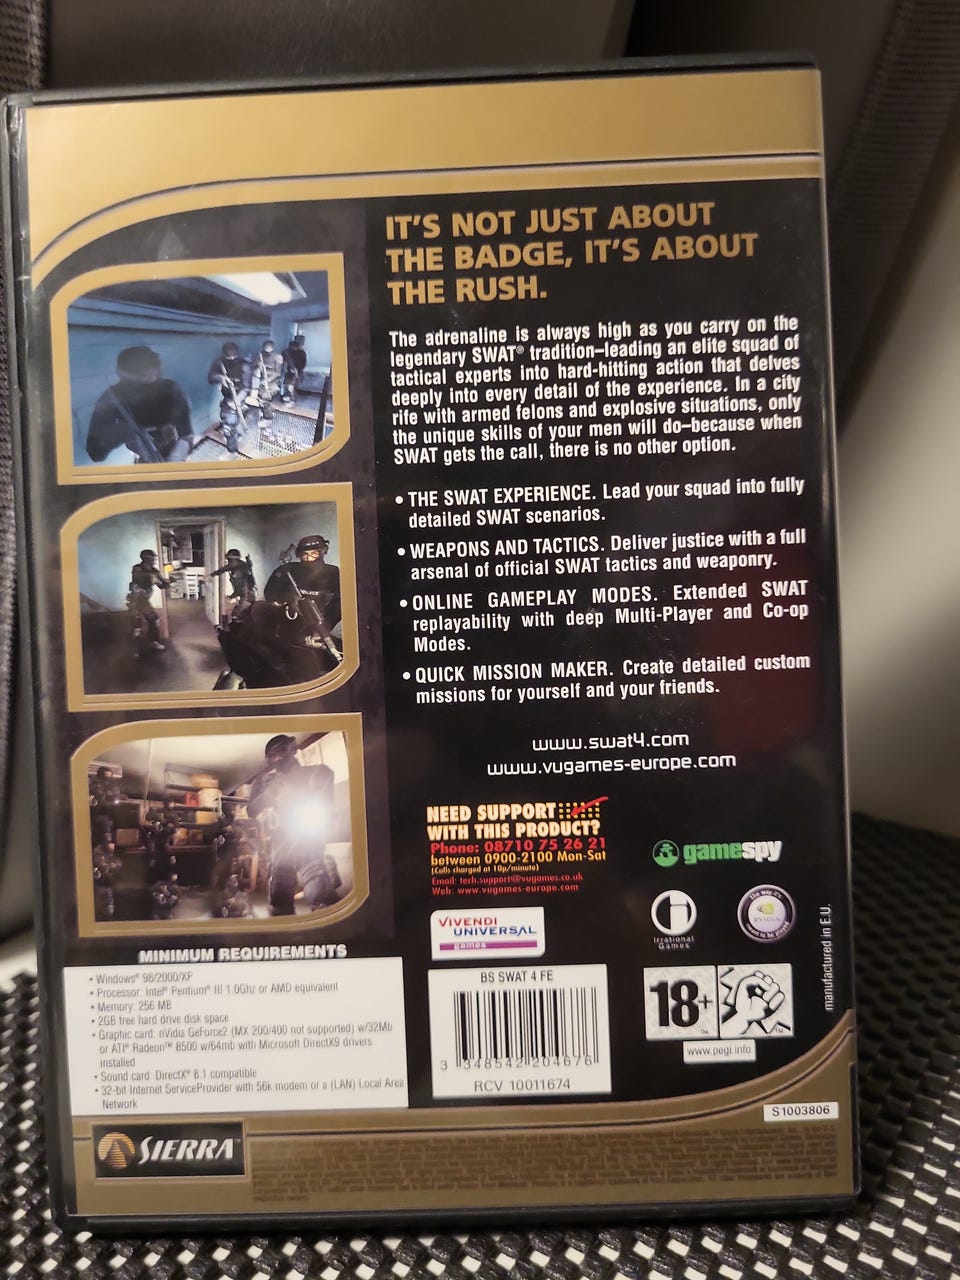 IT'S NOT JUST ABOUT
THE BADGE, IT'S ABOUT
THE RUSH.
The adrenaline is always high as you carry on the
legendary SWAT® tradition–leading an elite squad of
tactical experts into hard-hitting action that delves
deeply into every detail of the experience. In a city
rife with armed felons and explosive situations, only
the unique skills of your men will do–because when
SWAT gets the call, there is no other option.
• THE SWAT EXPERIENCE. Lead your squad into fully
detailed SWAT scenarios.
• WEAPONS AND TACTICS. Deliver justice with a full
arsenal of official SWAT tactics and weaponry.
• ONLINE GAMEPLAY MODES. Extended SWAT
replayability with deep Multi-Player and Co-op
Modes.
• QUICK MISSION MAKER. Create detailed custom
missions for yourself and your friends.
www.swat4.com
www.vugames-europe.com
NEED SUPPORT
WITH THIS PRODUCT?
Phone: 08710 75 26 21
between 0900-2100 Mon-Sat
(Calls charged at 10p/minute)
Email: tech.support@vugames.co.uk
Web: www.vugames-europe.com
gamespy
VIVENDI
UNIVERSAL
games
Irrational
Games
The way it's
NVIDIA
meant to be played
manufactured in E.U.
MINIMUM REQUIREMENTS
• Windows® 98/2000/XP
• Processor: Intel® Pentium® III 1.0Ghz or AMD equivalent
• Memory: 256 MB
• 2GB free hard drive disk space
• Graphic card: nVidia GeForce2 (MX 200/400 not supported) w/32Mb
or ATI® Radeon™ 8500 w/64mb with Microsoft DirectX9 drivers
installed
• Sound card: DirectX® 8.1 compatible
• 32-bit Internet ServiceProvider with 56k modem or a (LAN) Local Area
Network
BS SWAT 4 FE
3 348542 204676
RCV 10011674
18+
www.pegi.info
S1003806
SIERRA™
POLICE